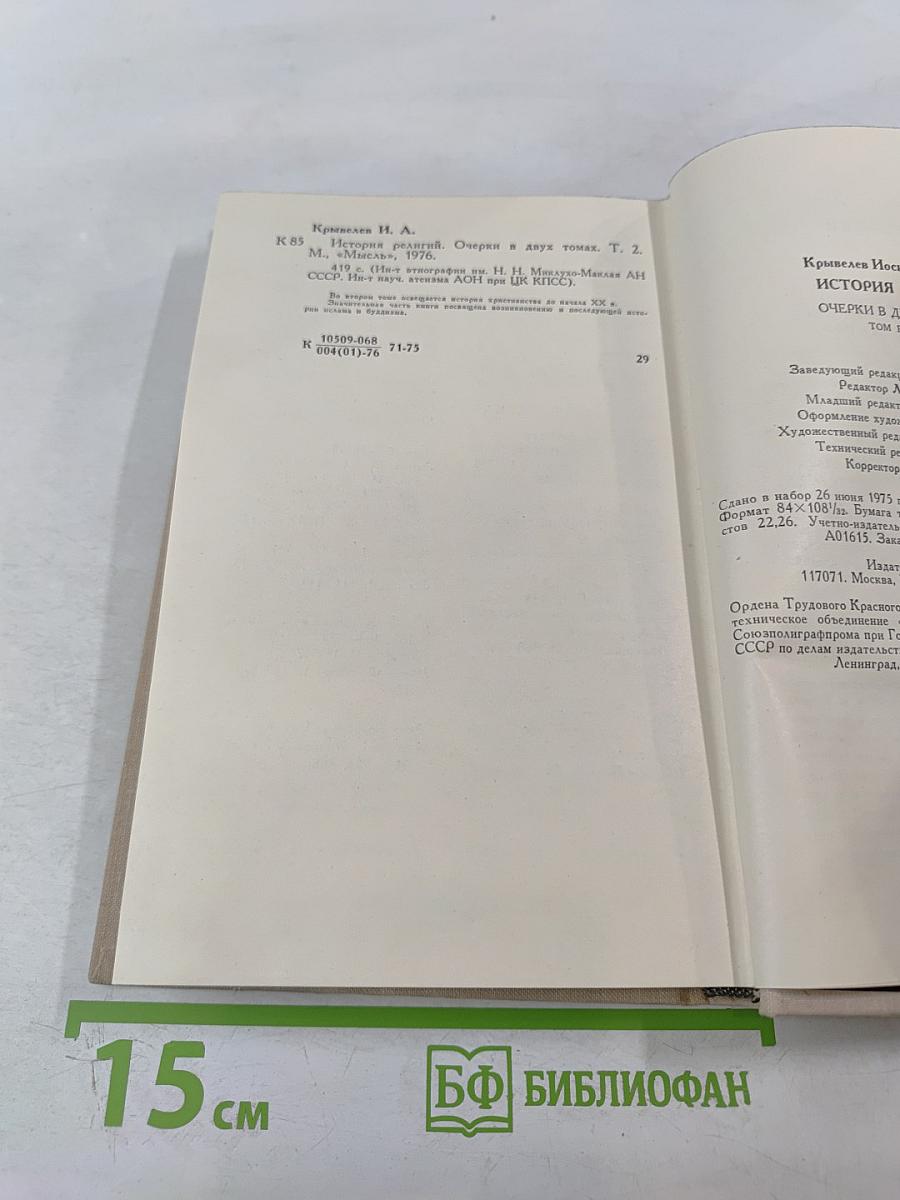 Крывелев И. А.
К 85 История религий. Очерки в двух томах. Т. 2.
М., «Мысль», 1976.
419 с. (Ин-т этнографии им. Н. Н. Миклухо-Маклая АН
СССР. Ин-т науч. атеизма АОН при ЦК КПСС).
Во втором томе освещается история христианства до начала XX в.
Значительная часть книги посвящена возникновению и последующей исто-
рии ислама и буддизма.
К 10509-068
004(01)-76 71-75
29
Крывелев Иоси
ИСТОРИЯ
ОЧЕРКИ В Д
ТОМ
Заведующий редак
Редактор Л
Младший редакт
Оформление худож
Художественный ред
Технический ре
Корректор
Сдано в набор 26 июня 1975 г
Формат 84×108¹/₃₂. Бумага т
стов 22,26. Учетно-издатель
А01615. Зака
Издат
117071. Москва,
Ордена Трудового Красного
техническое объединение
Союзполиграфпрома при Го
СССР по делам издательств
Ленинград,
15 см
БФ БИБЛИОФАН